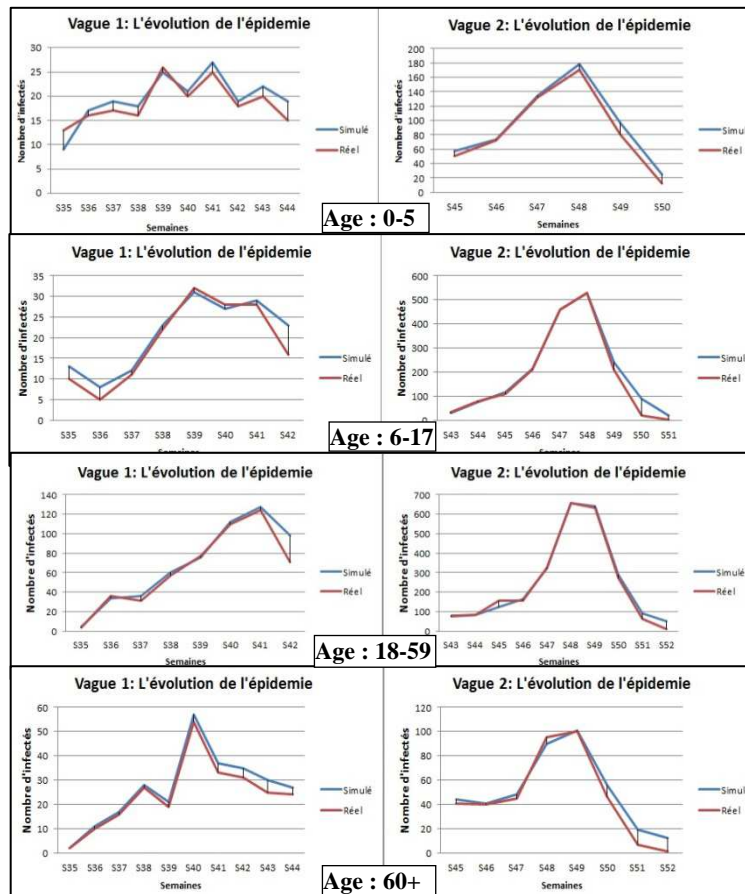 Vague 1: L'évolution de l'épidemie
Nombre d'infectés
30
25
20
15
10
5
0
S35 S36 S37 S38 S39 S40 S41 S42 S43 S44
Semaines
Simulé
Réel
Vague 2: L'évolution de l'épidemie
Nombre d'infectés
200
180
160
140
120
100
80
60
40
20
0
S45 S46 S47 S48 S49 S50
Semaines
Simulé
Réel
Age : 0-5
Vague 1: L'évolution de l'épidemie
Nombre d'infectés
35
30
25
20
15
10
5
0
S35 S36 S37 S38 S39 S40 S41 S42
Semaines
Simulé
Réel
Vague 2: L'évolution de l'épidemie
Nombre d'infectés
600
500
400
300
200
100
0
S43 S44 S45 S46 S47 S48 S49 S50 S51
Semaines
Simulé
Réel
Age : 6-17
Vague 1: L'évolution de l'épidemie
Nombre d'infectés
140
120
100
80
60
40
20
0
S35 S36 S37 S38 S39 S40 S41 S42
Semaines
Simulé
Réel
Vague 2: L'évolution de l'épidemie
Nombre d'infectés
700
600
500
400
300
200
100
0
S43 S44 S45 S46 S47 S48 S49 S50 S51 S52
Semaines
Simulé
Réel
Age : 18-59
Vague 1: L'évolution de l'épidemie
Nombre d'infectés
60
50
40
30
20
10
0
S35 S36 S37 S38 S39 S40 S41 S42 S43 S44
Semaines
Simulé
Réel
Vague 2: L'évolution de l'épidemie
Nombre d'infectés
120
100
80
60
40
20
0
S45 S46 S47 S48 S49 S50 S51 S52
Semaines
Simulé
Réel
Age : 60+